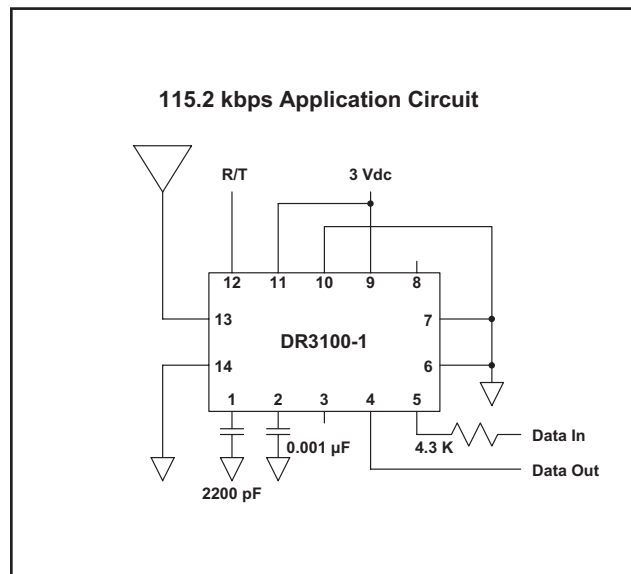 115.2 kbps Application Circuit
R/T
3 Vdc
12 11 10 9 8
13
7
DR3100-1
14
6
1 2 3 4 5
0.001 µF
4.3 K
Data In
Data Out
2200 pF